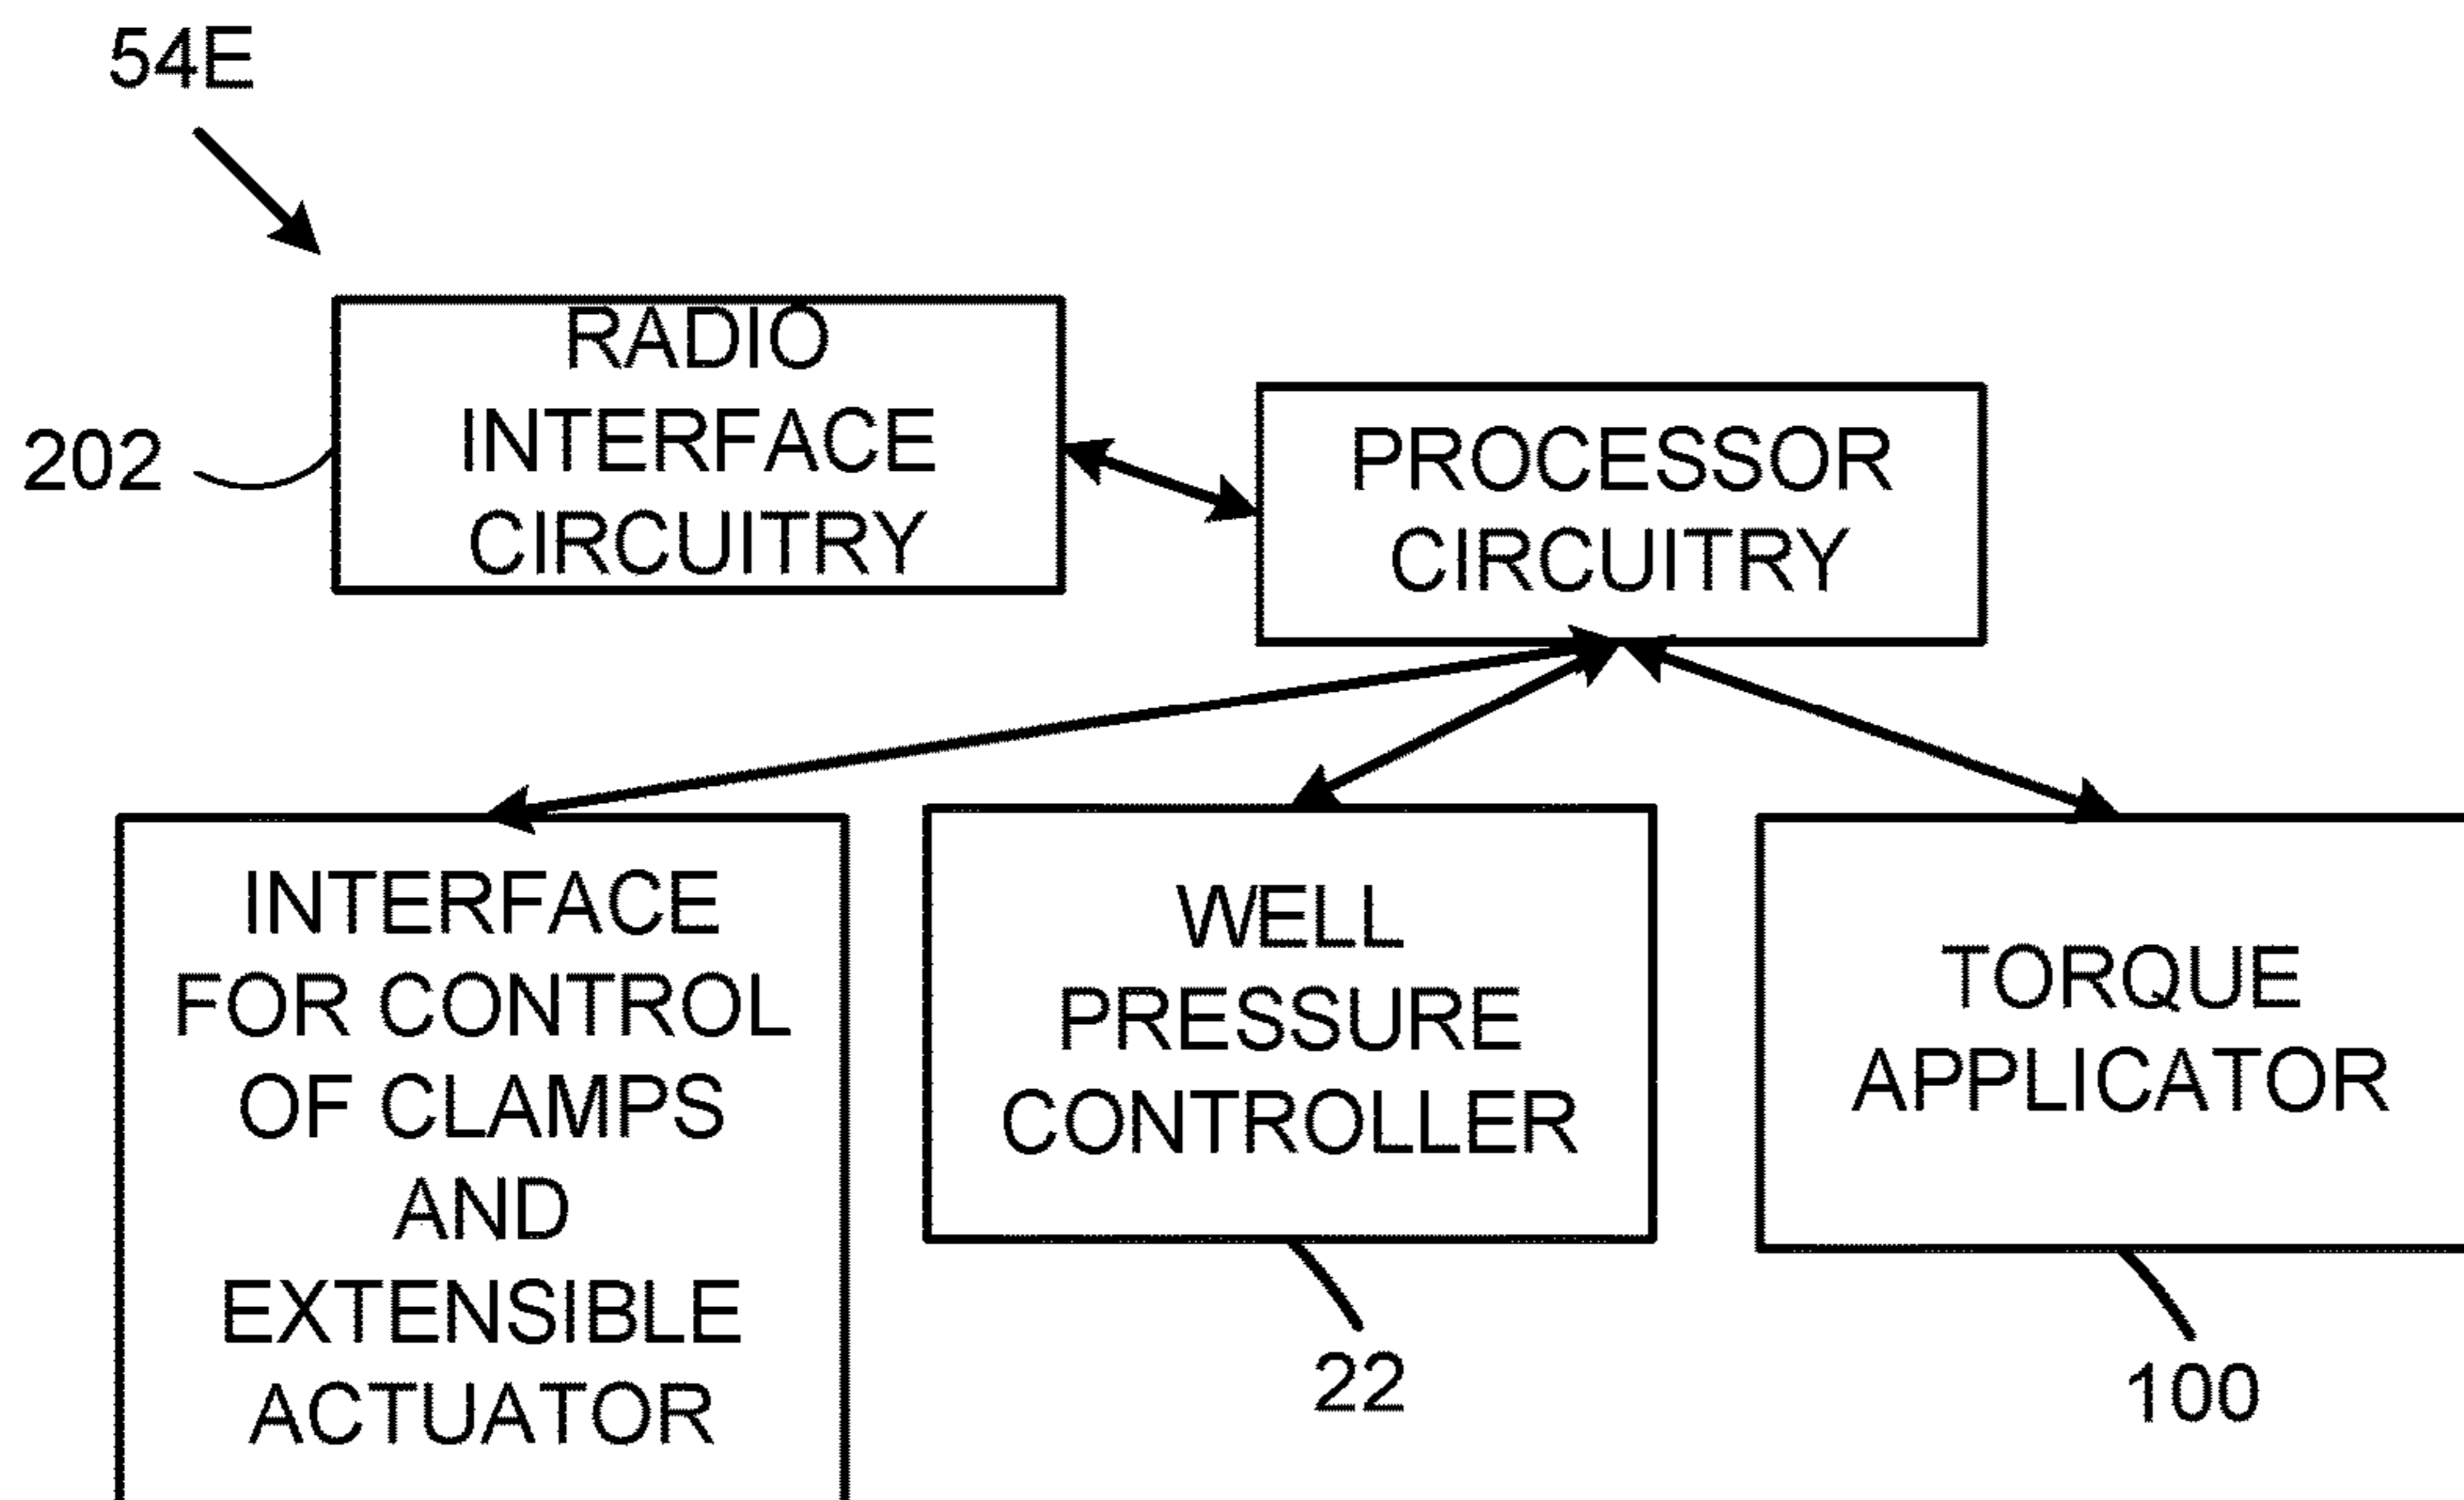 54E
RADIO
INTERFACE
CIRCUITRY
202
PROCESSOR
CIRCUITRY
INTERFACE
FOR CONTROL
OF CLAMPS
AND
EXTENSIBLE
ACTUATOR
WELL
PRESSURE
CONTROLLER
22
TORQUE
APPLICATOR
100